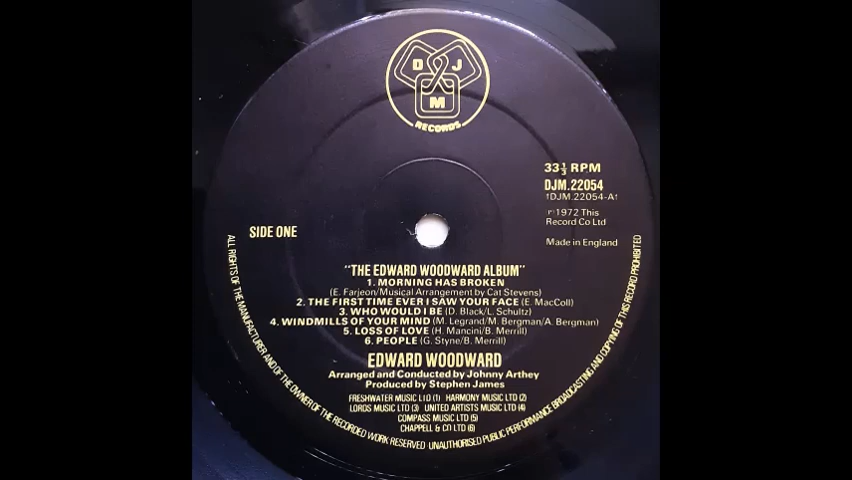 D J
M
RECORDS
33⅓ RPM
DJM.22054
(DJM.22054-A)
℗1972 This
Record Co Ltd
Made in England
SIDE ONE
"THE EDWARD WOODWARD ALBUM"
1. MORNING HAS BROKEN
(E. Farjeon/Musical Arrangement by Cat Stevens)
2. THE FIRST TIME EVER I SAW YOUR FACE (E. MacColl)
3. WHO WOULD I BE (D. Black/L. Schultz)
4. WINDMILLS OF YOUR MIND (M. Legrand/M. Bergman/A. Bergman)
5. LOSS OF LOVE (H. Mancini/B. Merrill)
6. PEOPLE (G. Styne/B. Merrill)
EDWARD WOODWARD
Arranged and Conducted by Johnny Arthey
Produced by Stephen James
FRESHWATER MUSIC LTD (1) HARMONY MUSIC LTD (2)
LORDS MUSIC LTD (3) UNITED ARTISTS MUSIC LTD (4)
COMPASS MUSIC LTD (5)
CHAPPELL & CO LTD (6)
ALL RIGHTS OF THE MANUFACTURER AND OF THE OWNER OF THE RECORDED WORK RESERVED UNAUTHORISED PUBLIC PERFORMANCE BROADCASTING AND COPYING OF THIS RECORD PROHIBITED